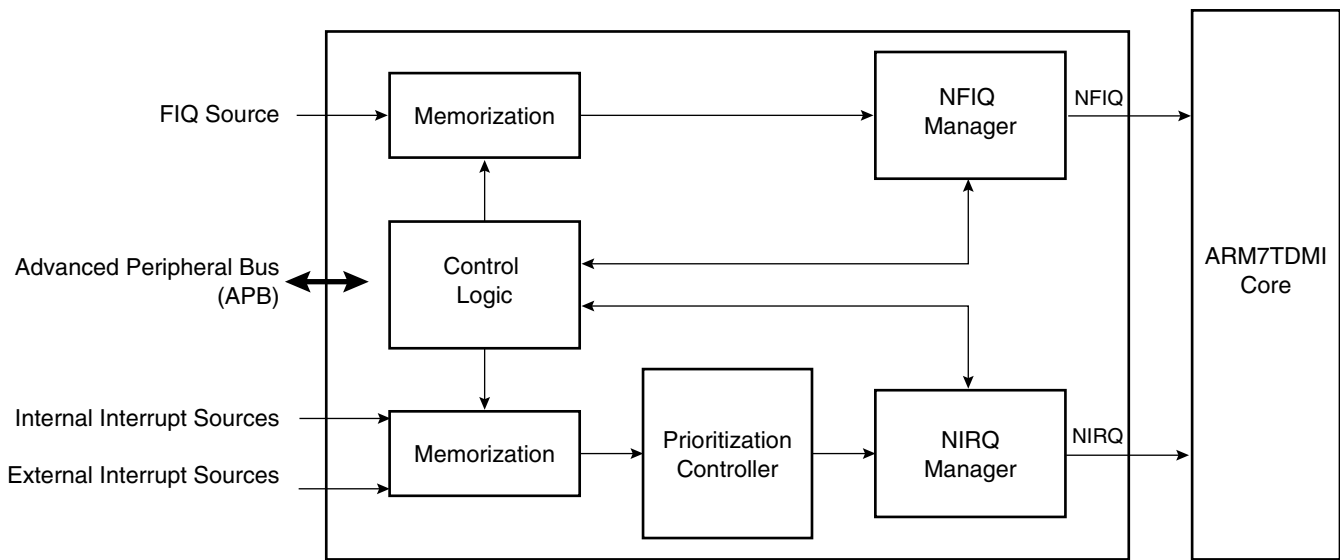 FIQ Source
Memorization
NFIQ
Manager
NFIQ
Advanced Peripheral Bus
(APB)
Control
Logic
ARM7TDMI
Core
Internal Interrupt Sources
External Interrupt Sources
Memorization
Prioritization
Controller
NIRQ
Manager
NIRQ